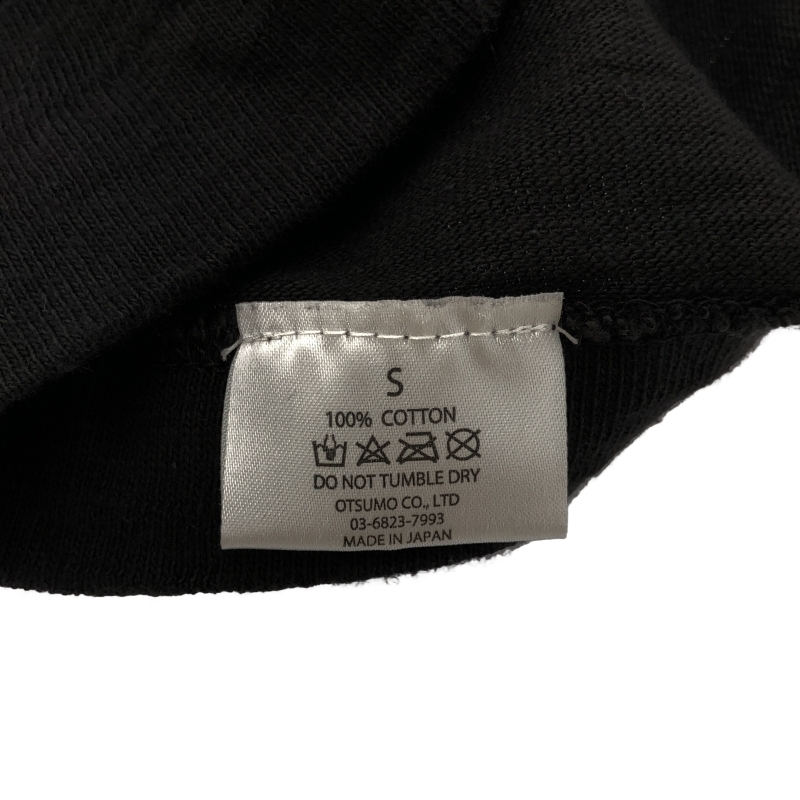 S
100% COTTON
DO NOT TUMBLE DRY
OTSUMO CO., LTD
03-6823-7993
MADE IN JAPAN